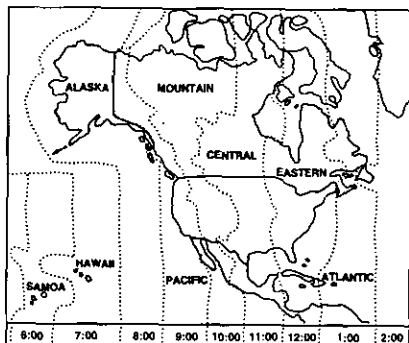 ALASKA
MOUNTAIN
CENTRAL
EASTERN
HAWAII
SAMOA
PACIFIC
ATLANTIC
6:00 7:00 8:00 9:00 10:00 11:00 12:00 1:00 2:00